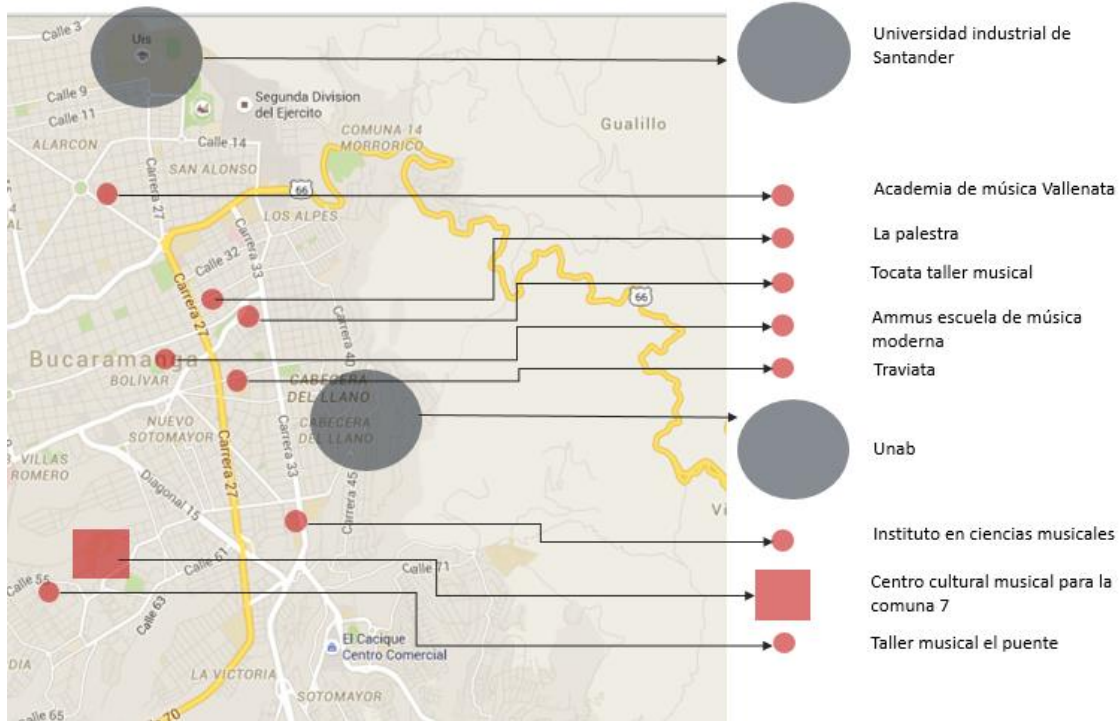 Calle 3
Uis
Calle 9
Calle 11
Segunda Division
del Ejercito
ALARCON
Calle 14
SAN ALONSO
COMUNA 14
MORRORICO
Gualillo
Carrera 27
66
LOS ALPES
Calle 32
Carrera 33
Carrera 27
66
Carrera 40
Bucaramanga
BOLÍVAR
CABECERA
DEL LLANO
CABECERA
DEL LLANO
NUEVO
SOTOMAYOR
VILLAS
ROMERO
Carrera 27
Carrera 33
Carrera 45
Diagonal 15
Calle 61
Calle 71
Calle 55
Calle 63
El Cacique
Centro Comercial
LA VICTORIA
SOTOMAYOR
Calle 65
Universidad industrial de
Santander
Academia de música Vallenata
La palestra
Tocata taller musical
Ammus escuela de música
moderna
Traviata
Unab
Instituto en ciencias musicales
Centro cultural musical para la
comuna 7
Taller musical el puente